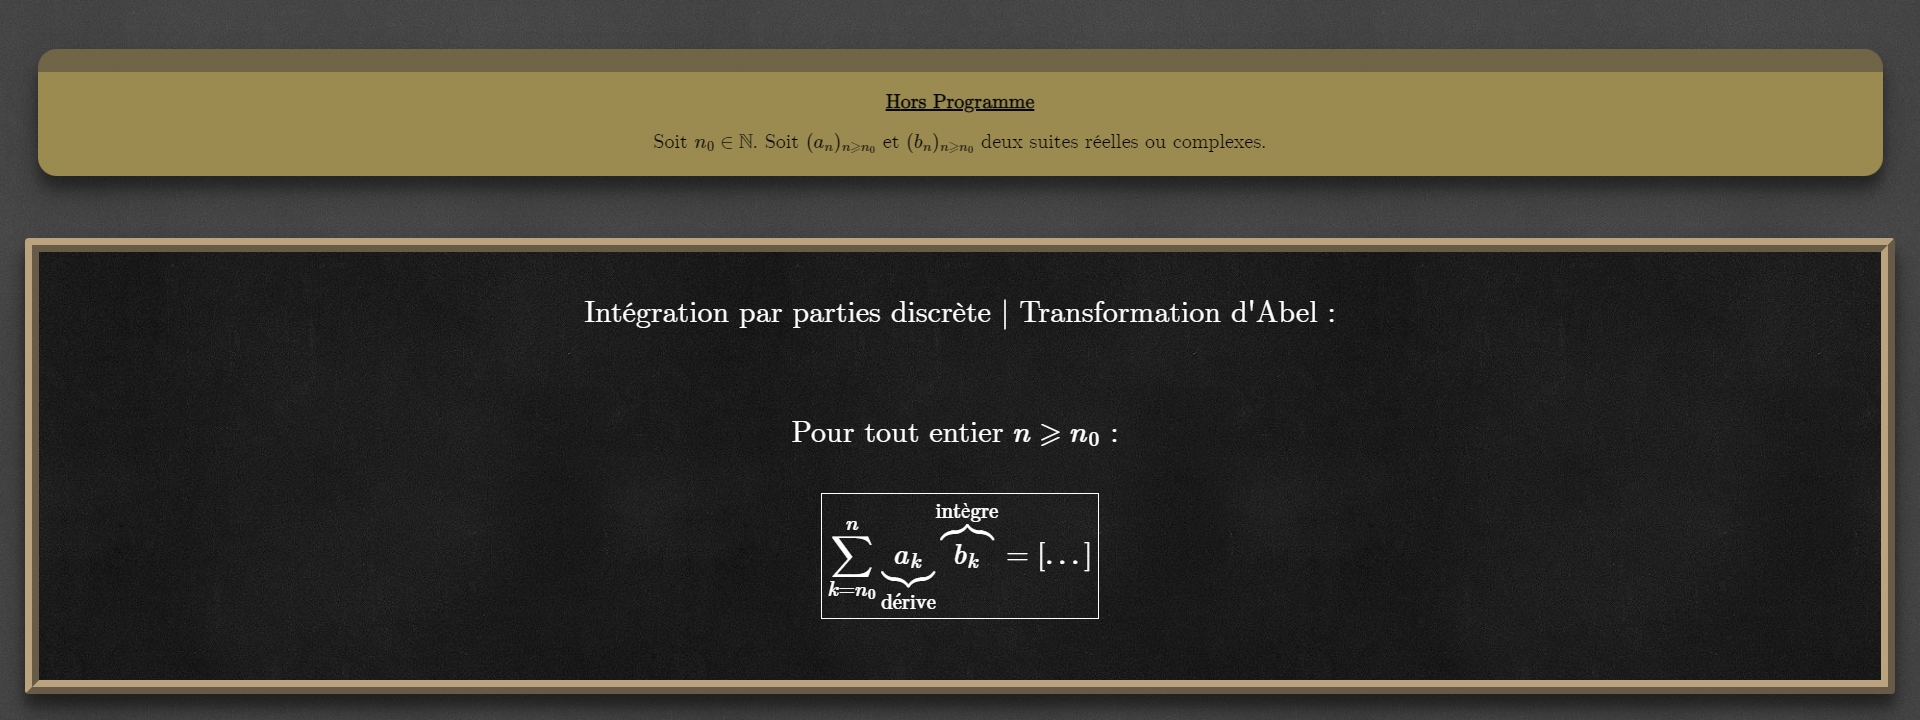 Hors Programme
Soit n₀ ∈ ℕ. Soit (aₙ)ₙ⩾ₙ₀ et (bₙ)ₙ⩾ₙ₀ deux suites réelles ou complexes.
Intégration par parties discrète | Transformation d'Abel :
Pour tout entier n ⩾ n₀ :
intègre
n
∑ aₖ bₖ = [...]
k=n₀ dérive